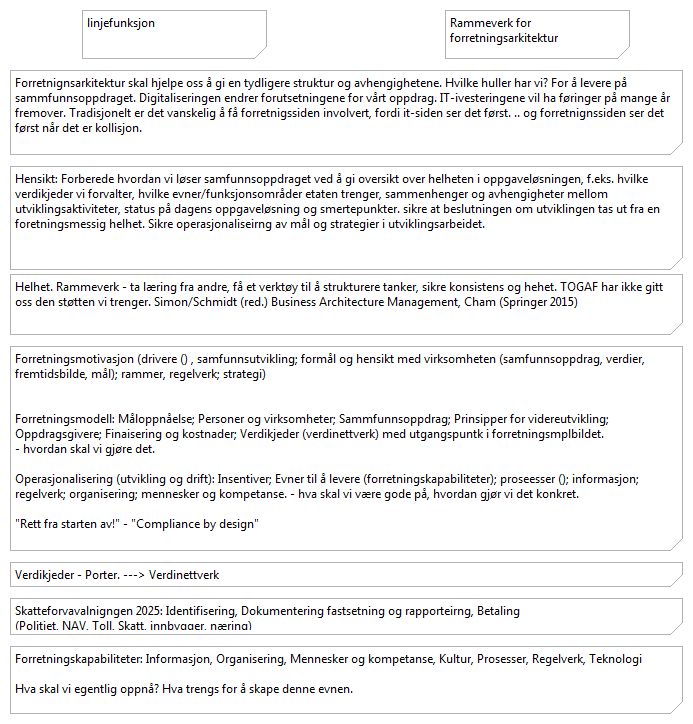 linjefunksjon
Rammeverk for
forretningsarkitektur
Forretnignsarkitektur skal hjelpe oss å gi en tydligere struktur og avhengighetene. Hvilke huller har vi? For å levere på
sammfunnsoppdraget. Digitaliseringen endrer forutsetningene for vårt oppdrag. IT-ivesteringene vil ha føringer på mange år
fremover. Tradisjonelt er det vanskelig å få forretnigssiden involvert, fordi it-siden ser det først. .. og forretnignssiden ser det
først når det er kollisjon.
Hensikt: Forberede hvordan vi løser samfunnsoppdraget ved å gi oversikt over helheten i oppgaveløsningen, f.eks. hvilke
verdikjeder vi forvalter, hvilke evner/funksjonsområder etaten trenger, sammenhenger og avhengigheter mellom
utviklingsaktiviteter, status på dagens oppgaveløsning og smertepunkter. sikre at beslutningen om utviklingen tas ut fra en
foretningsmessig helhet. Sikre operasjonaliseirng av mål og strategier i utviklingsarbeidet.
Helhet. Rammeverk - ta læring fra andre, få et verktøy til å strukturere tanker, sikre konsistens og hehet. TOGAF har ikke gitt
oss den støtten vi trenger. Simon/Schmidt (red.) Business Architecture Management, Cham (Springer 2015)
Forretningsmotivasjon (drivere () , samfunnsutvikling; formål og hensikt med virksomheten (samfunnsoppdrag, verdier,
fremtidsbilde, mål); rammer, regelverk; strategi)
Forretningsmodell: Måloppnåelse; Personer og virksomheter; Sammfunnsoppdrag; Prinsipper for videreutvikling;
Oppdragsgivere; Finaisering og kostnader; Verdikjeder (verdinettverk) med utgangspuntk i forretningsmplbildet.
- hvordan skal vi gjøre det.
Operasjonalisering (utvikling og drift): Insentiver; Evner til å levere (forretningskapabiliteter); proseesser (); informasjon;
regelverk; organisering; mennesker og kompetanse. - hva skal vi være gode på, hvordan gjør vi det konkret.
"Rett fra starten av!" - "Compliance by design"
Verdikjeder - Porter. ---> Verdinettverk
Skatteforvavalnigngen 2025: Identifisering, Dokumentering fastsetning og rapporteirng, Betaling
(Politiet, NAV, Toll, Skatt, innbygger, næring)
Forretningskapabiliteter: Informasjon, Organisering, Mennesker og kompetanse, Kultur, Prosesser, Regelverk, Teknologi
Hva skal vi egentlig oppnå? Hva trengs for å skape denne evnen.